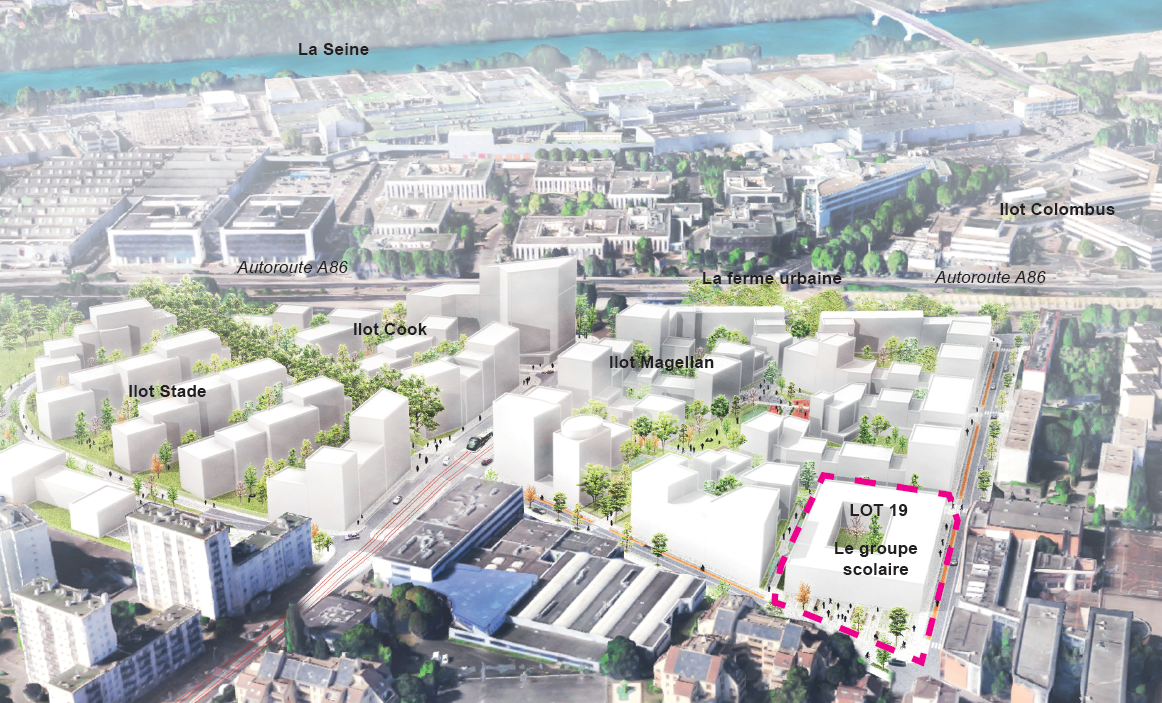 La Seine
Ilot Colombus
Autoroute A86
La ferme urbaine
Autoroute A86
Ilot Cook
Ilot Magellan
Ilot Stade
LOT 19
Le groupe
scolaire